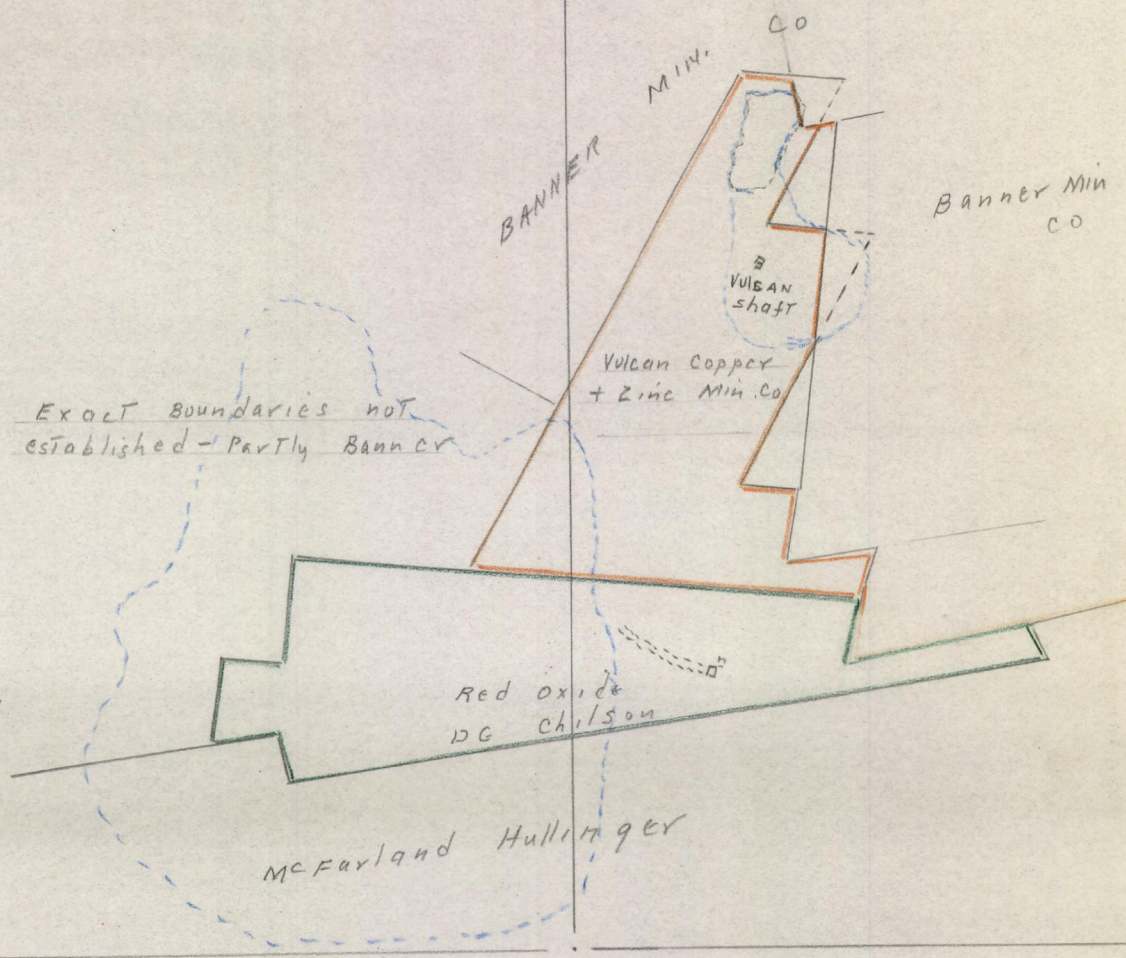 CO
BANNER MIN.
Banner Min
CO
VULCAN
shaft
Vulcan Copper
+ Zinc Min. Co
Exact Boundaries not
established - Partly Banner
Red Oxide
DG Chilson
McFarland Hullinger